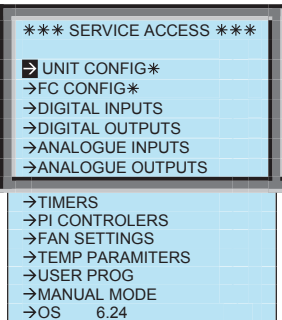 ✳✳✳ SERVICE ACCESS ✳✳✳
→ UNIT CONFIG✳
→FC CONFIG✳
→DIGITAL INPUTS
→DIGITAL OUTPUTS
→ANALOGUE INPUTS
→ANALOGUE OUTPUTS
→TIMERS
→PI CONTROLERS
→FAN SETTINGS
→TEMP PARAMITERS
→USER PROG
→MANUAL MODE
→OS 6.24